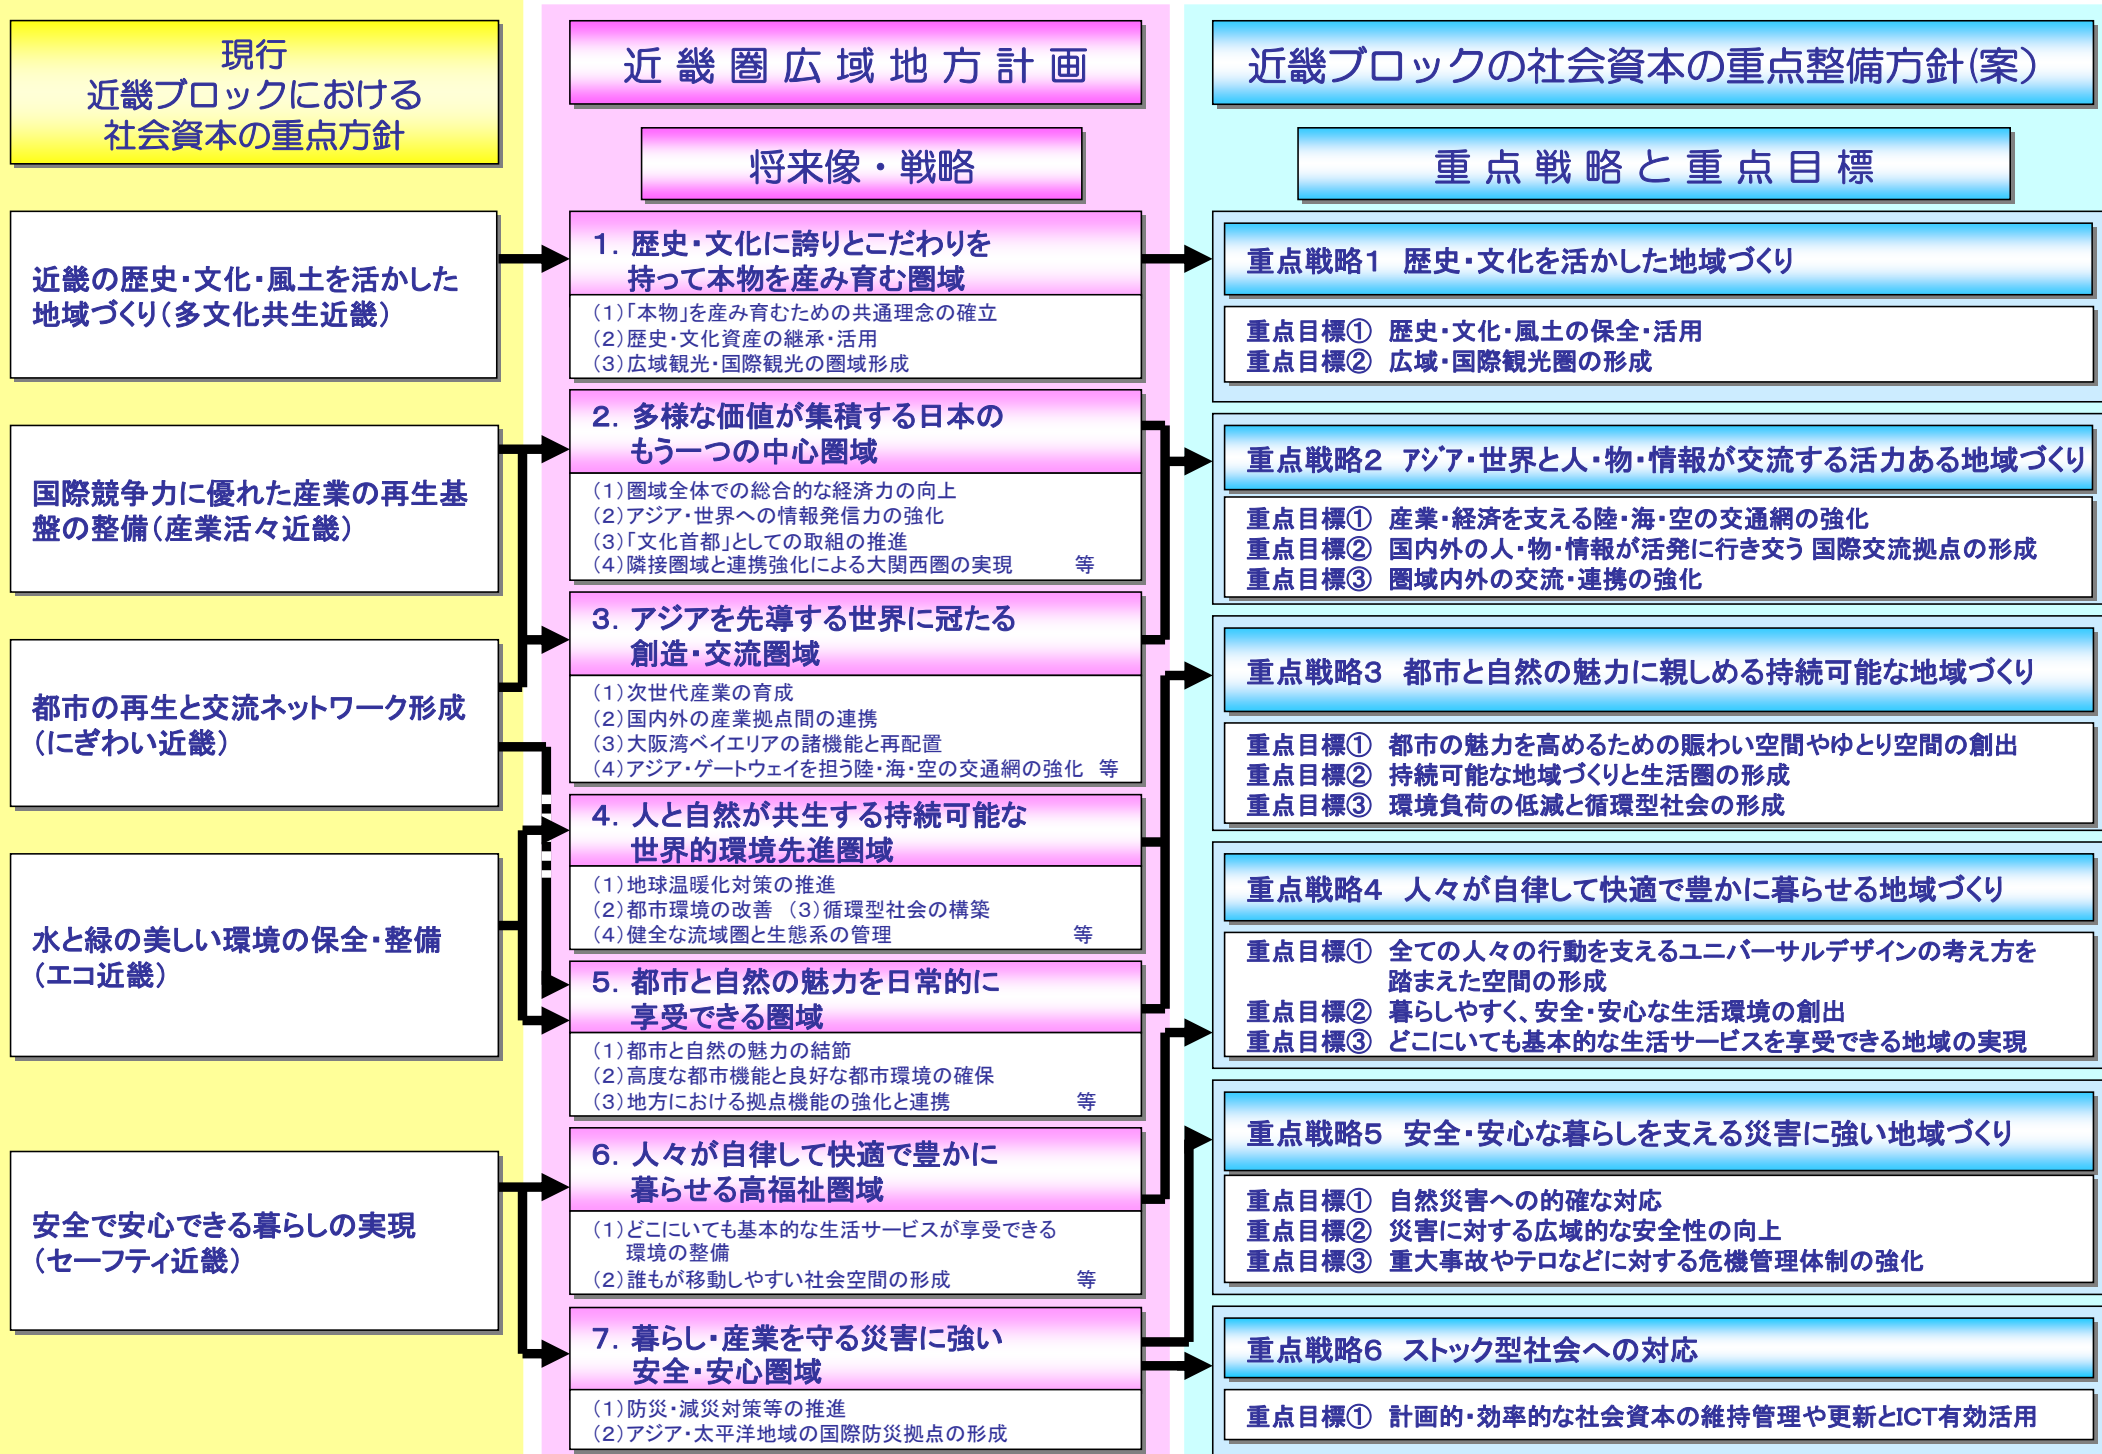 現行
近畿ブロックにおける
社会資本の重点方針
近畿の歴史・文化・風土を活かした
地域づくり（多文化共生近畿）
国際競争力に優れた産業の再生基
盤の整備（産業活々近畿）
都市の再生と交流ネットワーク形成
（にぎわい近畿）
水と緑の美しい環境の保全・整備
（エコ近畿）
安全で安心できる暮らしの実現
（セーフティ近畿）
近畿圏広域地方計画
将来像・戦略
1．歴史・文化に誇りとこだわりを
持って本物を産み育む圏域
（1）「本物」を産み育むための共通理念の確立
（2）歴史・文化資産の継承・活用
（3）広域観光・国際観光の圏域形成
2．多様な価値が集積する日本の
もう一つの中心圏域
（1）圏域全体での総合的な経済力の向上
（2）アジア・世界への情報発信力の強化
（3）「文化首都」としての取組の推進
（4）隣接圏域と連携強化による大関西圏の実現　等
3．アジアを先導する世界に冠たる
創造・交流圏域
（1）次世代産業の育成
（2）国内外の産業拠点間の連携
（3）大阪湾ベイエリアの諸機能と再配置
（4）アジア・ゲートウェイを担う陸・海・空の交通網の強化　等
4．人と自然が共生する持続可能な
世界的環境先進圏域
（1）地球温暖化対策の推進
（2）都市環境の改善　（3）循環型社会の構築
（4）健全な流域圏と生態系の管理　等
5．都市と自然の魅力を日常的に
享受できる圏域
（1）都市と自然の魅力の結節
（2）高度な都市機能と良好な都市環境の確保
（3）地方における拠点機能の強化と連携　等
6．人々が自律して快適で豊かに
暮らせる高福祉圏域
（1）どこにいても基本的な生活サービスが享受できる
環境の整備
（2）誰もが移動しやすい社会空間の形成　等
7．暮らし・産業を守る災害に強い
安全・安心圏域
（1）防災・減災対策等の推進
（2）アジア・太平洋地域の国際防災拠点の形成
近畿ブロックの社会資本の重点整備方針(案）
重点戦略と重点目標
重点戦略1　歴史・文化を活かした地域づくり
重点目標①　歴史・文化・風土の保全・活用
重点目標②　広域・国際観光圏の形成
重点戦略2　アジア・世界と人・物・情報が交流する活力ある地域づくり
重点目標①　産業・経済を支える陸・海・空の交通網の強化
重点目標②　国内外の人・物・情報が活発に行き交う 国際交流拠点の形成
重点目標③　圏域内外の交流・連携の強化
重点戦略3　都市と自然の魅力に親しめる持続可能な地域づくり
重点目標①　都市の魅力を高めるための賑わい空間やゆとり空間の創出
重点目標②　持続可能な地域づくりと生活圏の形成
重点目標③　環境負荷の低減と循環型社会の形成
重点戦略4　人々が自律して快適で豊かに暮らせる地域づくり
重点目標①　全ての人々の行動を支えるユニバーサルデザインの考え方を
踏まえた空間の形成
重点目標②　暮らしやすく、安全・安心な生活環境の創出
重点目標③　どこにいても基本的な生活サービスを享受できる地域の実現
重点戦略5　安全・安心な暮らしを支える災害に強い地域づくり
重点目標①　自然災害への的確な対応
重点目標②　災害に対する広域的な安全性の向上
重点目標③　重大事故やテロなどに対する危機管理体制の強化
重点戦略6　ストック型社会への対応
重点目標①　計画的・効率的な社会資本の維持管理や更新とICT有効活用